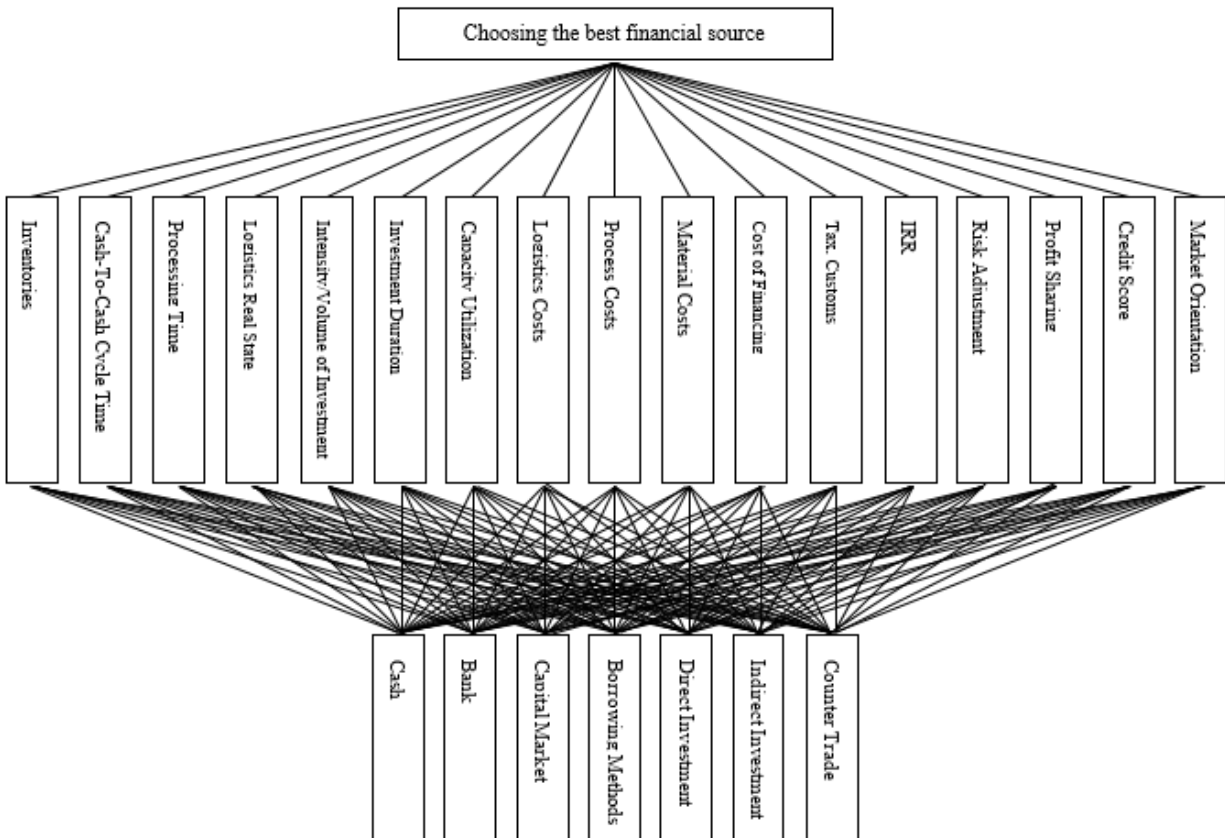 Choosing the best financial source
Inventories
Cash-To-Cash Cycle Time
Processing Time
Logistics Real State
Intensity/Volume of Investment
Investment Duration
Capacity Utilization
Logistics Costs
Process Costs
Material Costs
Cost of Financing
Tax, Customs
IRR
Risk Adjustment
Profit Sharing
Credit Score
Market Orientation
Cash
Bank
Capital Market
Borrowing Methods
Direct Investment
Indirect Investment
Counter Trade